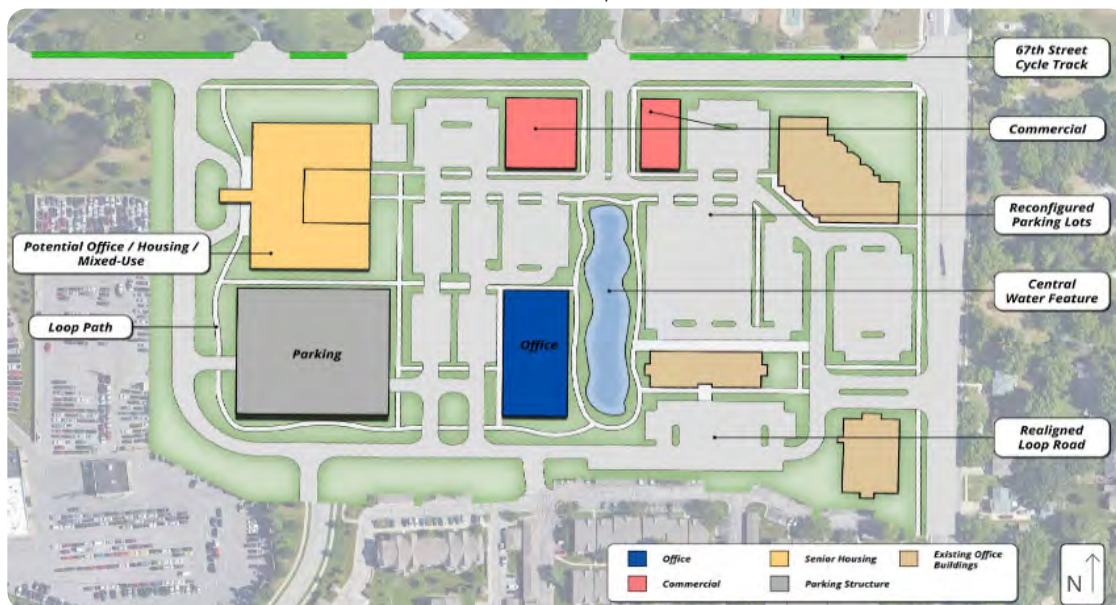 67th Street
Cycle Track
Commercial
Reconfigured
Parking Lots
Potential Office / Housing /
Mixed-Use
Central
Water Feature
Loop Path
Parking
Office
Realigned
Loop Road
Office
Senior Housing
Existing Office
Buildings
Commercial
Parking Structure
N